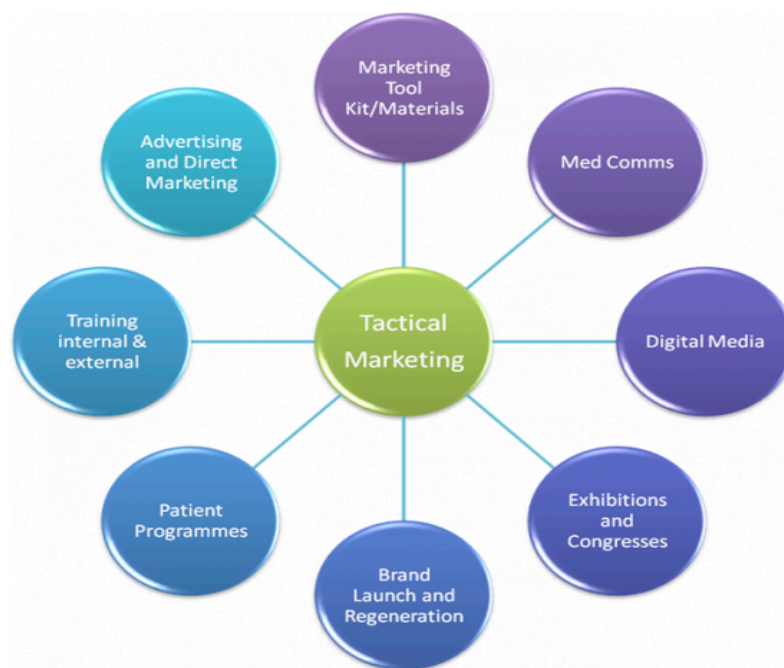 Marketing
Tool
Kit/Materials
Advertising
and Direct
Marketing
Med Comms
Training
internal &
external
Tactical
Marketing
Digital Media
Patient
Programmes
Exhibitions
and
Congresses
Brand
Launch and
Regeneration